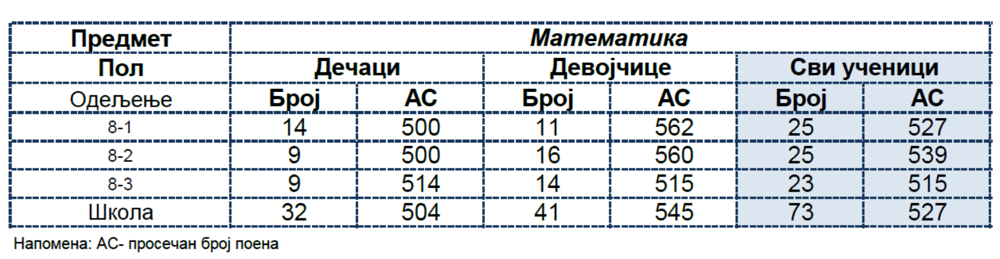 Предмет Математика
Пол Дечаци Девојчице Сви ученици
Одељење Број АС Број АС Број АС
8-1 14 500 11 562 25 527
8-2 9 500 16 560 25 539
8-3 9 514 14 515 23 515
Школа 32 504 41 545 73 527
Напомена: АС- просечан број поена